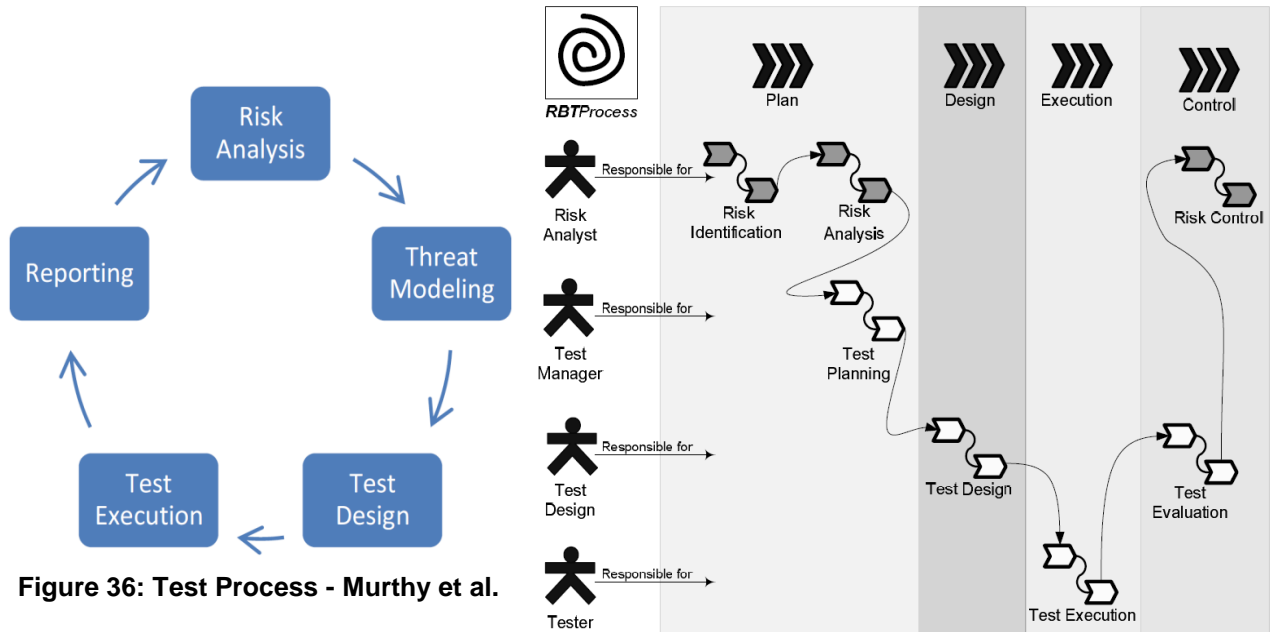 Risk
Analysis
Threat
Modeling
Test
Design
Test
Execution
Reporting
Figure 36: Test Process - Murthy et al.
RBTProcess
Plan
Design
Execution
Control
Risk
Analyst
Responsible for
Risk
Identification
Risk
Analysis
Risk Control
Test
Manager
Responsible for
Test
Planning
Test
Design
Responsible for
Test Design
Test
Evaluation
Tester
Responsible for
Test Execution